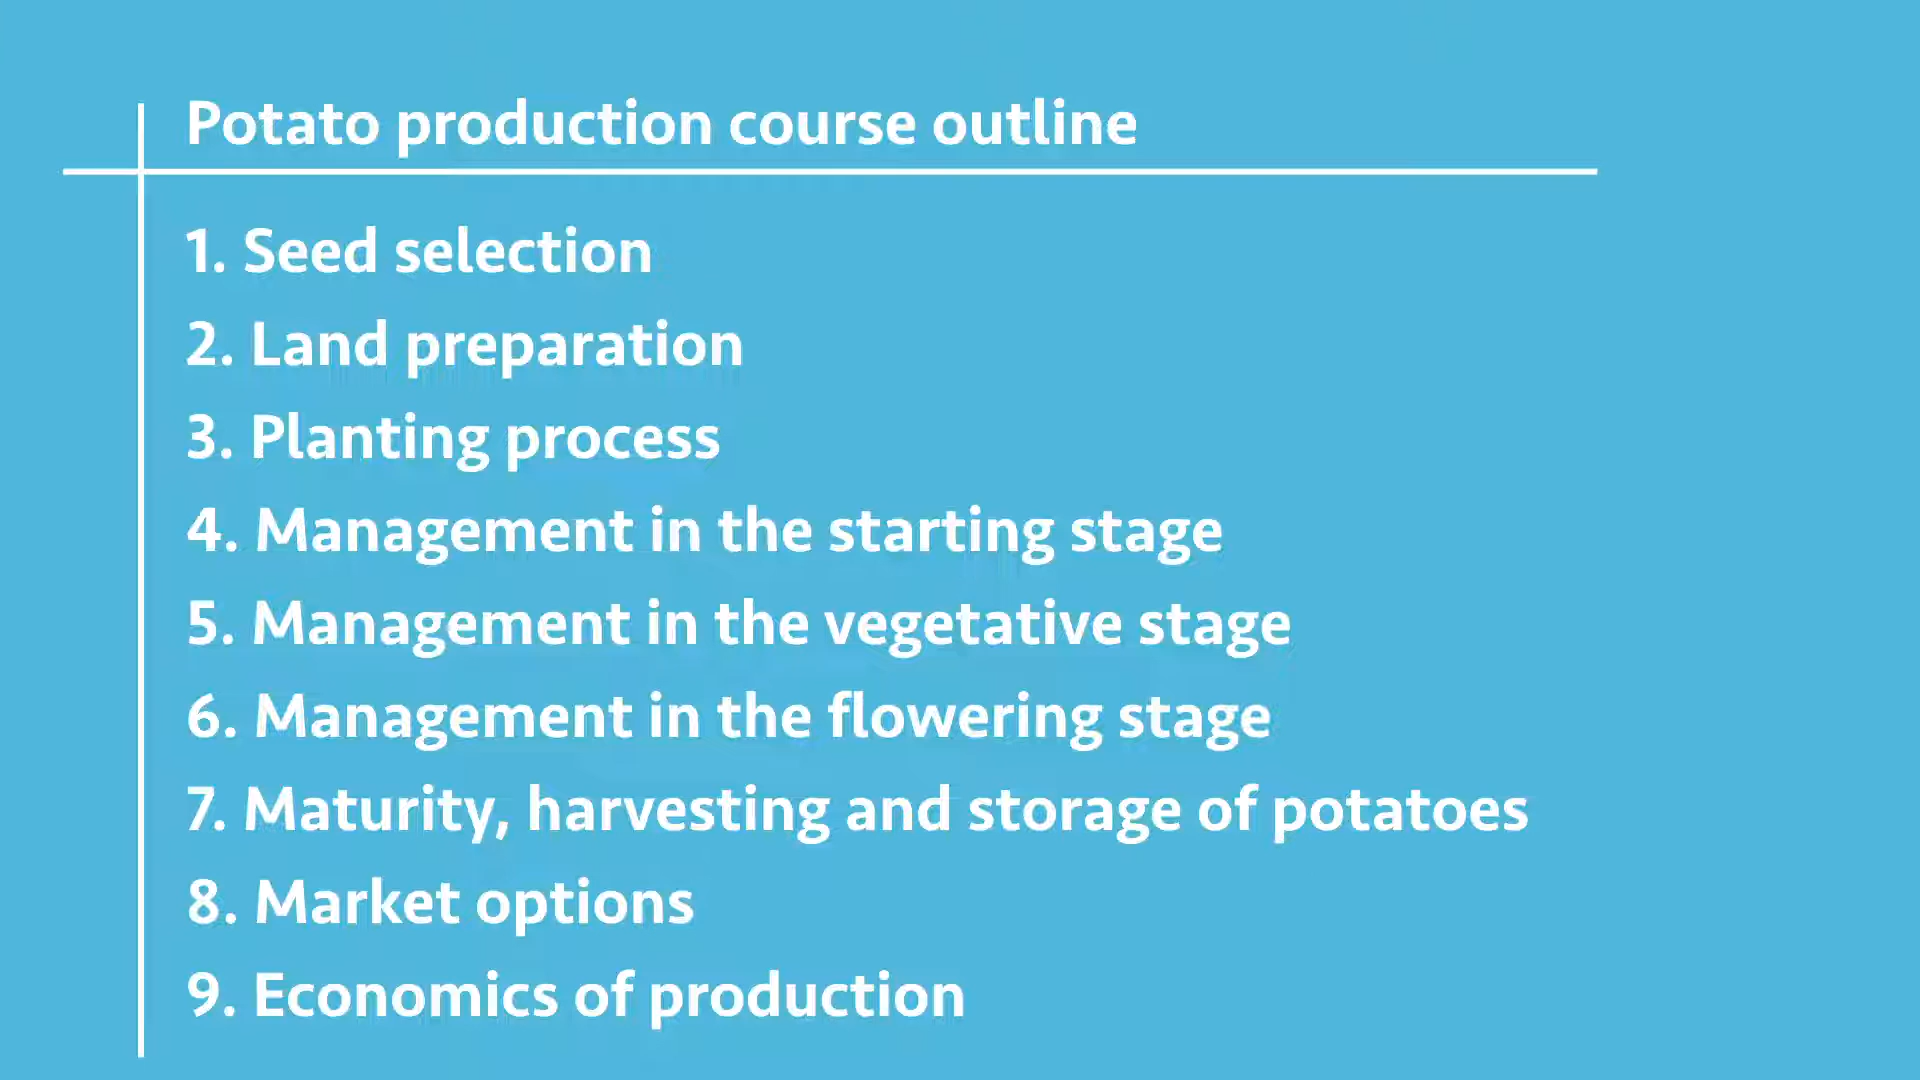 Potato production course outline
1. Seed selection
2. Land preparation
3. Planting process
4. Management in the starting stage
5. Management in the vegetative stage
6. Management in the flowering stage
7. Maturity, harvesting and storage of potatoes
8. Market options
9. Economics of production